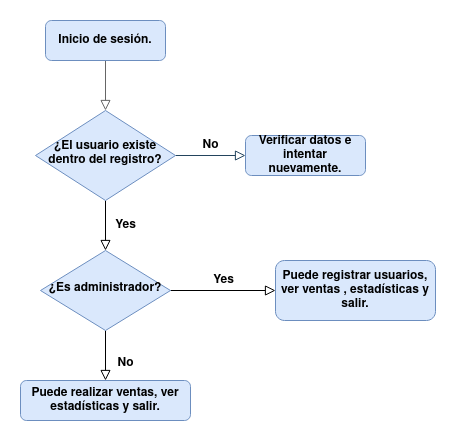 Inicio de sesión.
¿El usuario existe
dentro del registro?
No
Verificar datos e
intentar
nuevamente.
Yes
¿Es administrador?
Yes
Puede registrar usuarios,
ver ventas , estadísticas y
salir.
No
Puede realizar ventas, ver
estadísticas y salir.